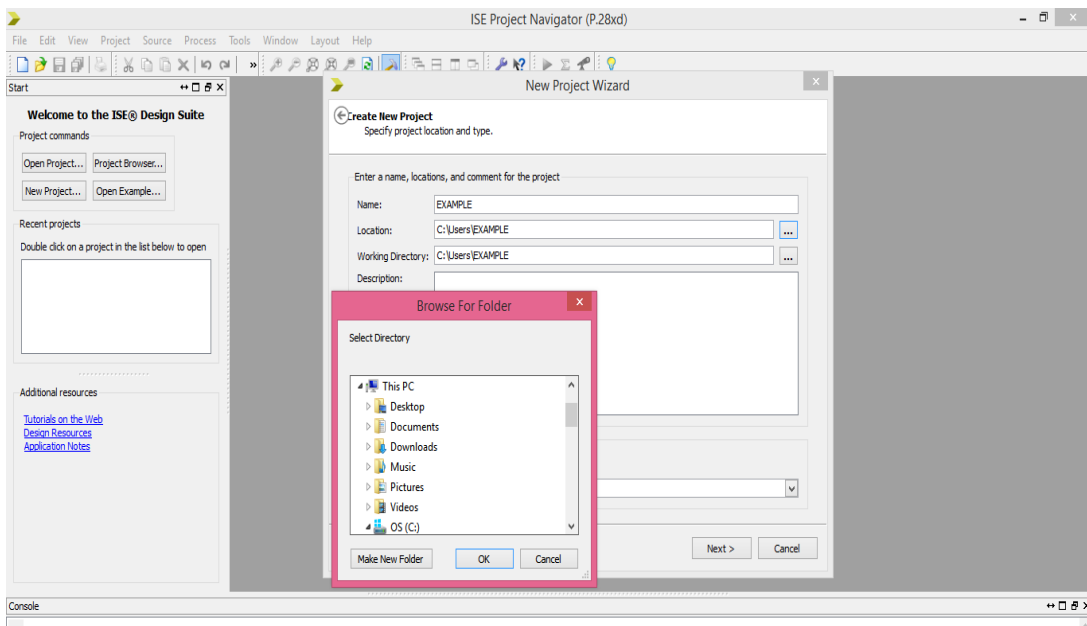 ISE Project Navigator (P.28xd)
File Edit View Project Source Process Tools Window Layout Help
Start
Welcome to the ISE® Design Suite
Project commands
Open Project... Project Browser...
New Project... Open Example...
Recent projects
Double click on a project in the list below to open
Additional resources
Tutorials on the Web
Design Resources
Application Notes
New Project Wizard
Create New Project
Specify project location and type.
Enter a name, locations, and comment for the project
Name: EXAMPLE
Location: C:\Users\EXAMPLE ...
Working Directory: C:\Users\EXAMPLE ...
Description:
Browse For Folder
Select Directory
This PC
Desktop
Documents
Downloads
Music
Pictures
Videos
OS (C:)
Make New Folder OK Cancel
Next > Cancel
Console